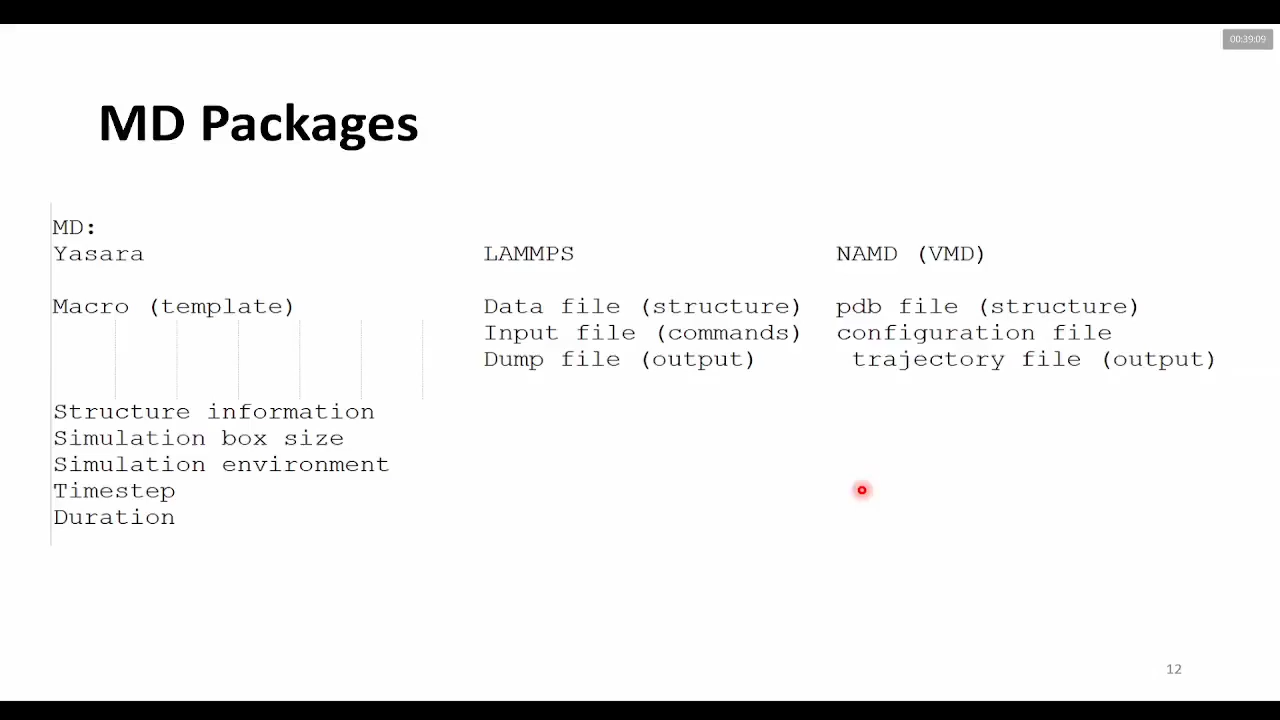 00:39:09
MD Packages
MD:
Yasara LAMMPS NAMD (VMD)
Macro (template) Data file (structure) pdb file (structure)
Input file (commands) configuration file
Dump file (output) trajectory file (output)
Structure information
Simulation box size
Simulation environment
Timestep
Duration
12